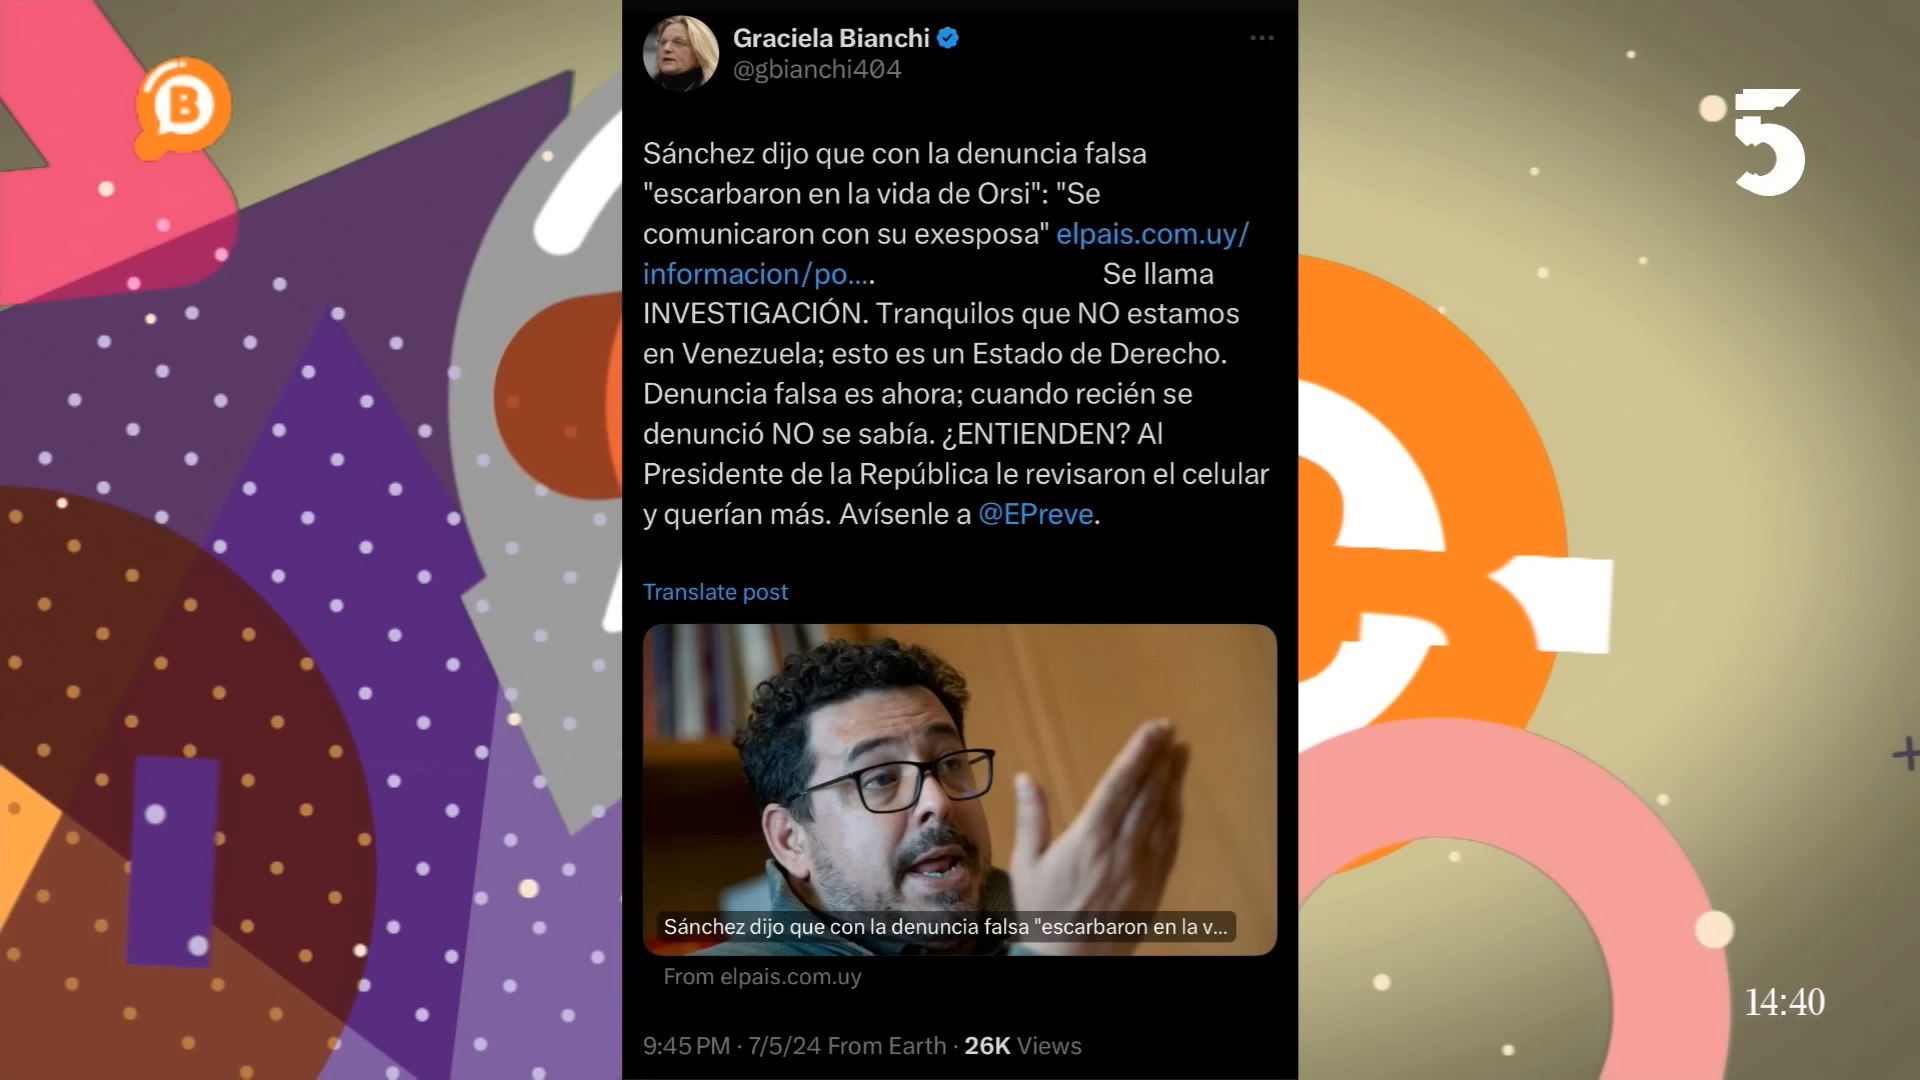 B
5
Graciela Bianchi
@gbianchi404
Sánchez dijo que con la denuncia falsa
"escarbaron en la vida de Orsi": "Se
comunicaron con su exesposa" elpais.com.uy/
informacion/po.... Se llama
INVESTIGACIÓN. Tranquilos que NO estamos
en Venezuela; esto es un Estado de Derecho.
Denuncia falsa es ahora; cuando recién se
denunció NO se sabía. ¿ENTIENDEN? Al
Presidente de la República le revisaron el celular
y querían más. Avísenle a @EPreve.
Translate post
Sánchez dijo que con la denuncia falsa "escarbaron en la v...
From elpais.com.uy
9:45 PM · 7/5/24 From Earth · 26K Views
14:40